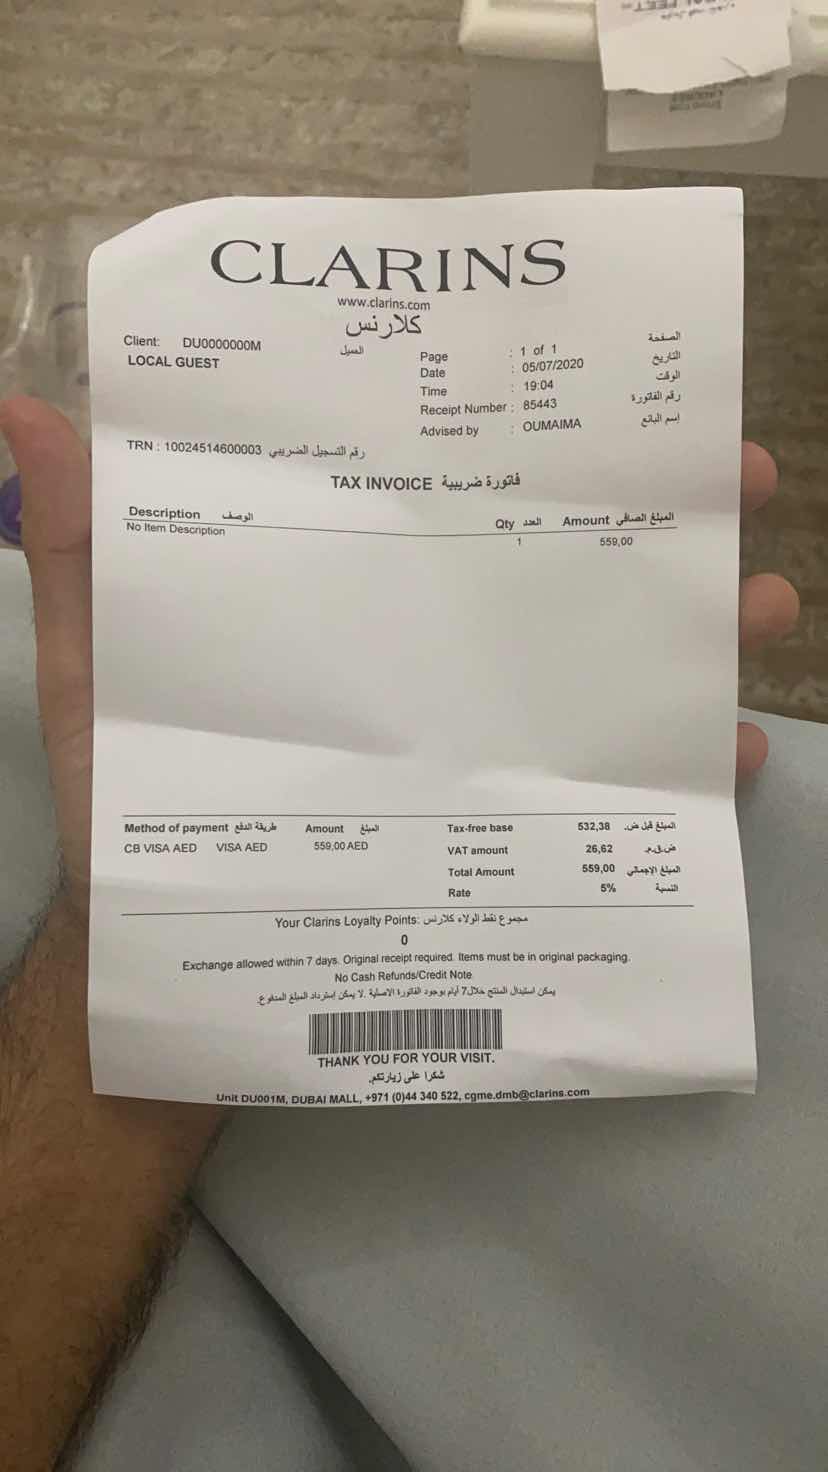 CLARINS
www.clarins.com
كلارنس
Client: DU0000000M العميل
LOCAL GUEST
Page : 1 of 1 الصفحة
Date : 05/07/2020 التاريخ
Time : 19:04 الوقت
Receipt Number : 85443 رقم الفاتورة
Advised by : OUMAIMA إسم البائع
TRN : 10024514600003 رقم التسجيل الضريبي
TAX INVOICE فاتورة ضريبية
Description الوصف Qty العدد Amount المبلغ الصافي
No Item Description 1 559,00
Method of payment طريقة الدفع Amount المبلغ
CB VISA AED VISA AED 559,00 AED
Tax-free base 532,38 المبلغ قبل ض.
VAT amount 26,62 ض.ق.م.
Total Amount 559,00 المبلغ الإجمالي
Rate 5% النسبة
Your Clarins Loyalty Points: مجموع نقط الولاء كلارنس
0
Exchange allowed within 7 days. Original receipt required. Items must be in original packaging.
No Cash Refunds/Credit Note
يمكن استبدال المنتج خلال 7 أيام بوجود الفاتورة الاصلية .لا يمكن إسترداد المبلغ المدفوع.
THANK YOU FOR YOUR VISIT.
شكرا على زيارتكم.
Unit DU001M, DUBAI MALL, +971 (0)44 340 522, cgme.dmb@clarins.com